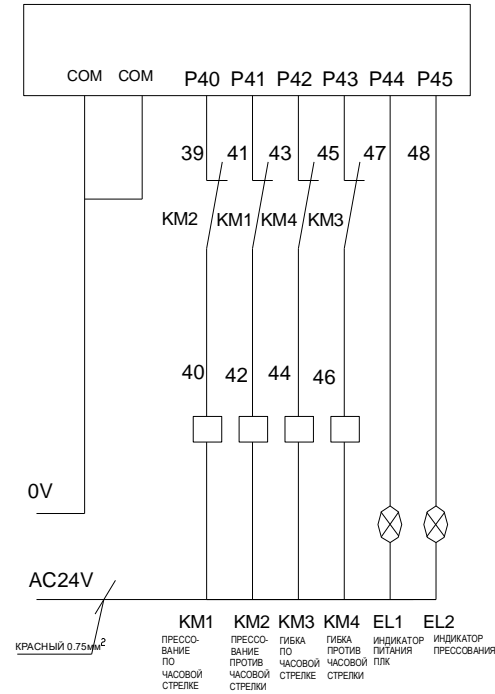 COM COM P40 P41 P42 P43 P44 P45
39 41 43 45 47 48
KM2 KM1 KM4 KM3
40 42 44 46
0V
AC24V
КРАСНЫЙ 0.75мм²
KM1 KM2 KM3 KM4 EL1 EL2
ПРЕССО-
ВАНИЕ
ПО
ЧАСОВОЙ
СТРЕЛКЕ
ПРЕССО-
ВАНИЕ
ПРОТИВ
ЧАСОВОЙ
СТРЕЛКИ
ГИБКА
ПО
ЧАСОВОЙ
СТРЕЛКЕ
ГИБКА
ПРОТИВ
ЧАСОВОЙ
СТРЕЛКИ
ИНДИКАТОР
ПИТАНИЯ
ПЛК
ИНДИКАТОР
ПРЕССОВАНИЯ